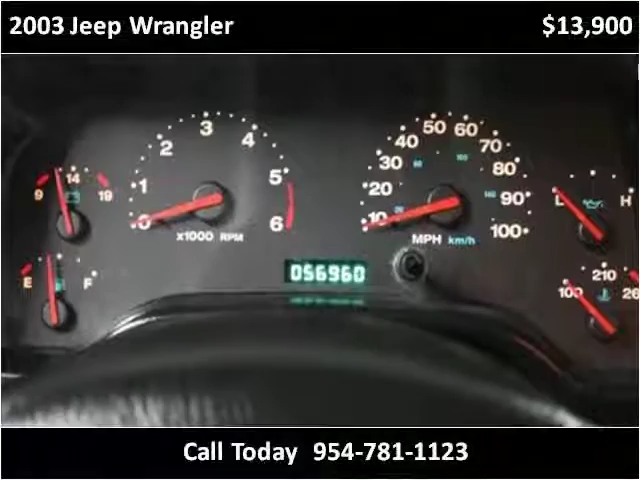 2003 Jeep Wrangler $13,900
3
2 4
1 5
0 6
x1000 RPM
50 60
40 70
30 80
20 90
10 100
MPH km/h
9 14 19
E F
L H
210
100 26
056960
Call Today 954-781-1123